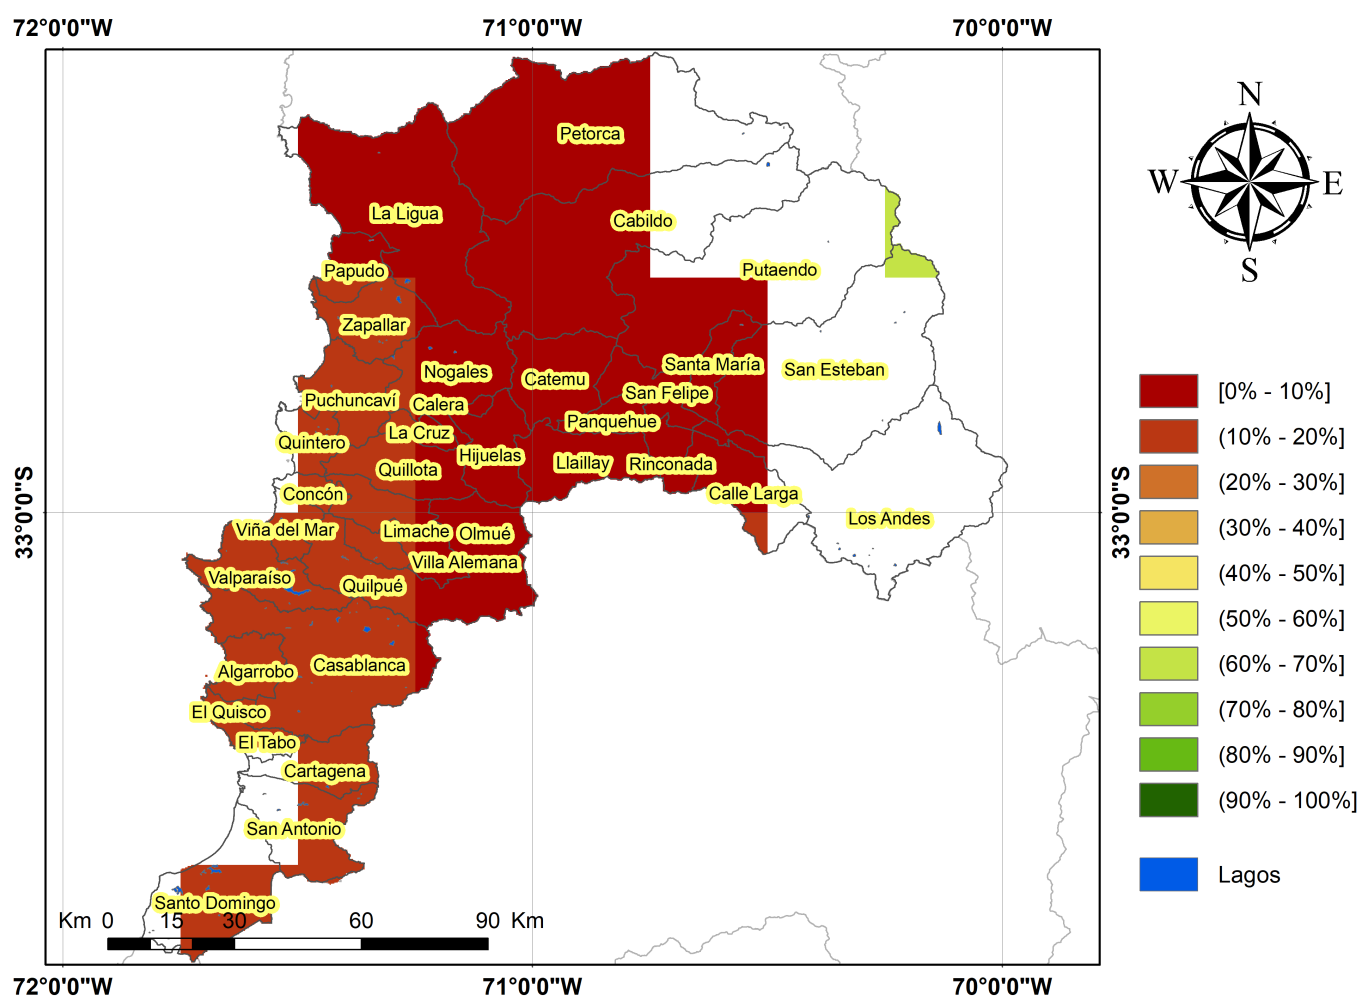 72°0'0"W 71°0'0"W 70°0'0"W
N
W E
S
Petorca
La Ligua
Cabildo
Papudo
Putaendo
Zapallar
Santa María
San Esteban
Nogales
Catemu
San Felipe
Puchuncaví
Calera
Panquehue
La Cruz
Quintero
Hijuelas
Llaillay
Rinconada
Quillota
Concón
Calle Larga
Los Andes
Viña del Mar
Limache
Olmué
Villa Alemana
Valparaíso
Quilpué
Casablanca
Algarrobo
El Quisco
El Tabo
Cartagena
San Antonio
Santo Domingo
Km 0 15 30 60 90 Km
33°0'0"S
33°0'0"S
72°0'0"W 71°0'0"W 70°0'0"W
[0% - 10%]
(10% - 20%]
(20% - 30%]
(30% - 40%]
(40% - 50%]
(50% - 60%]
(60% - 70%]
(70% - 80%]
(80% - 90%]
(90% - 100%]
Lagos